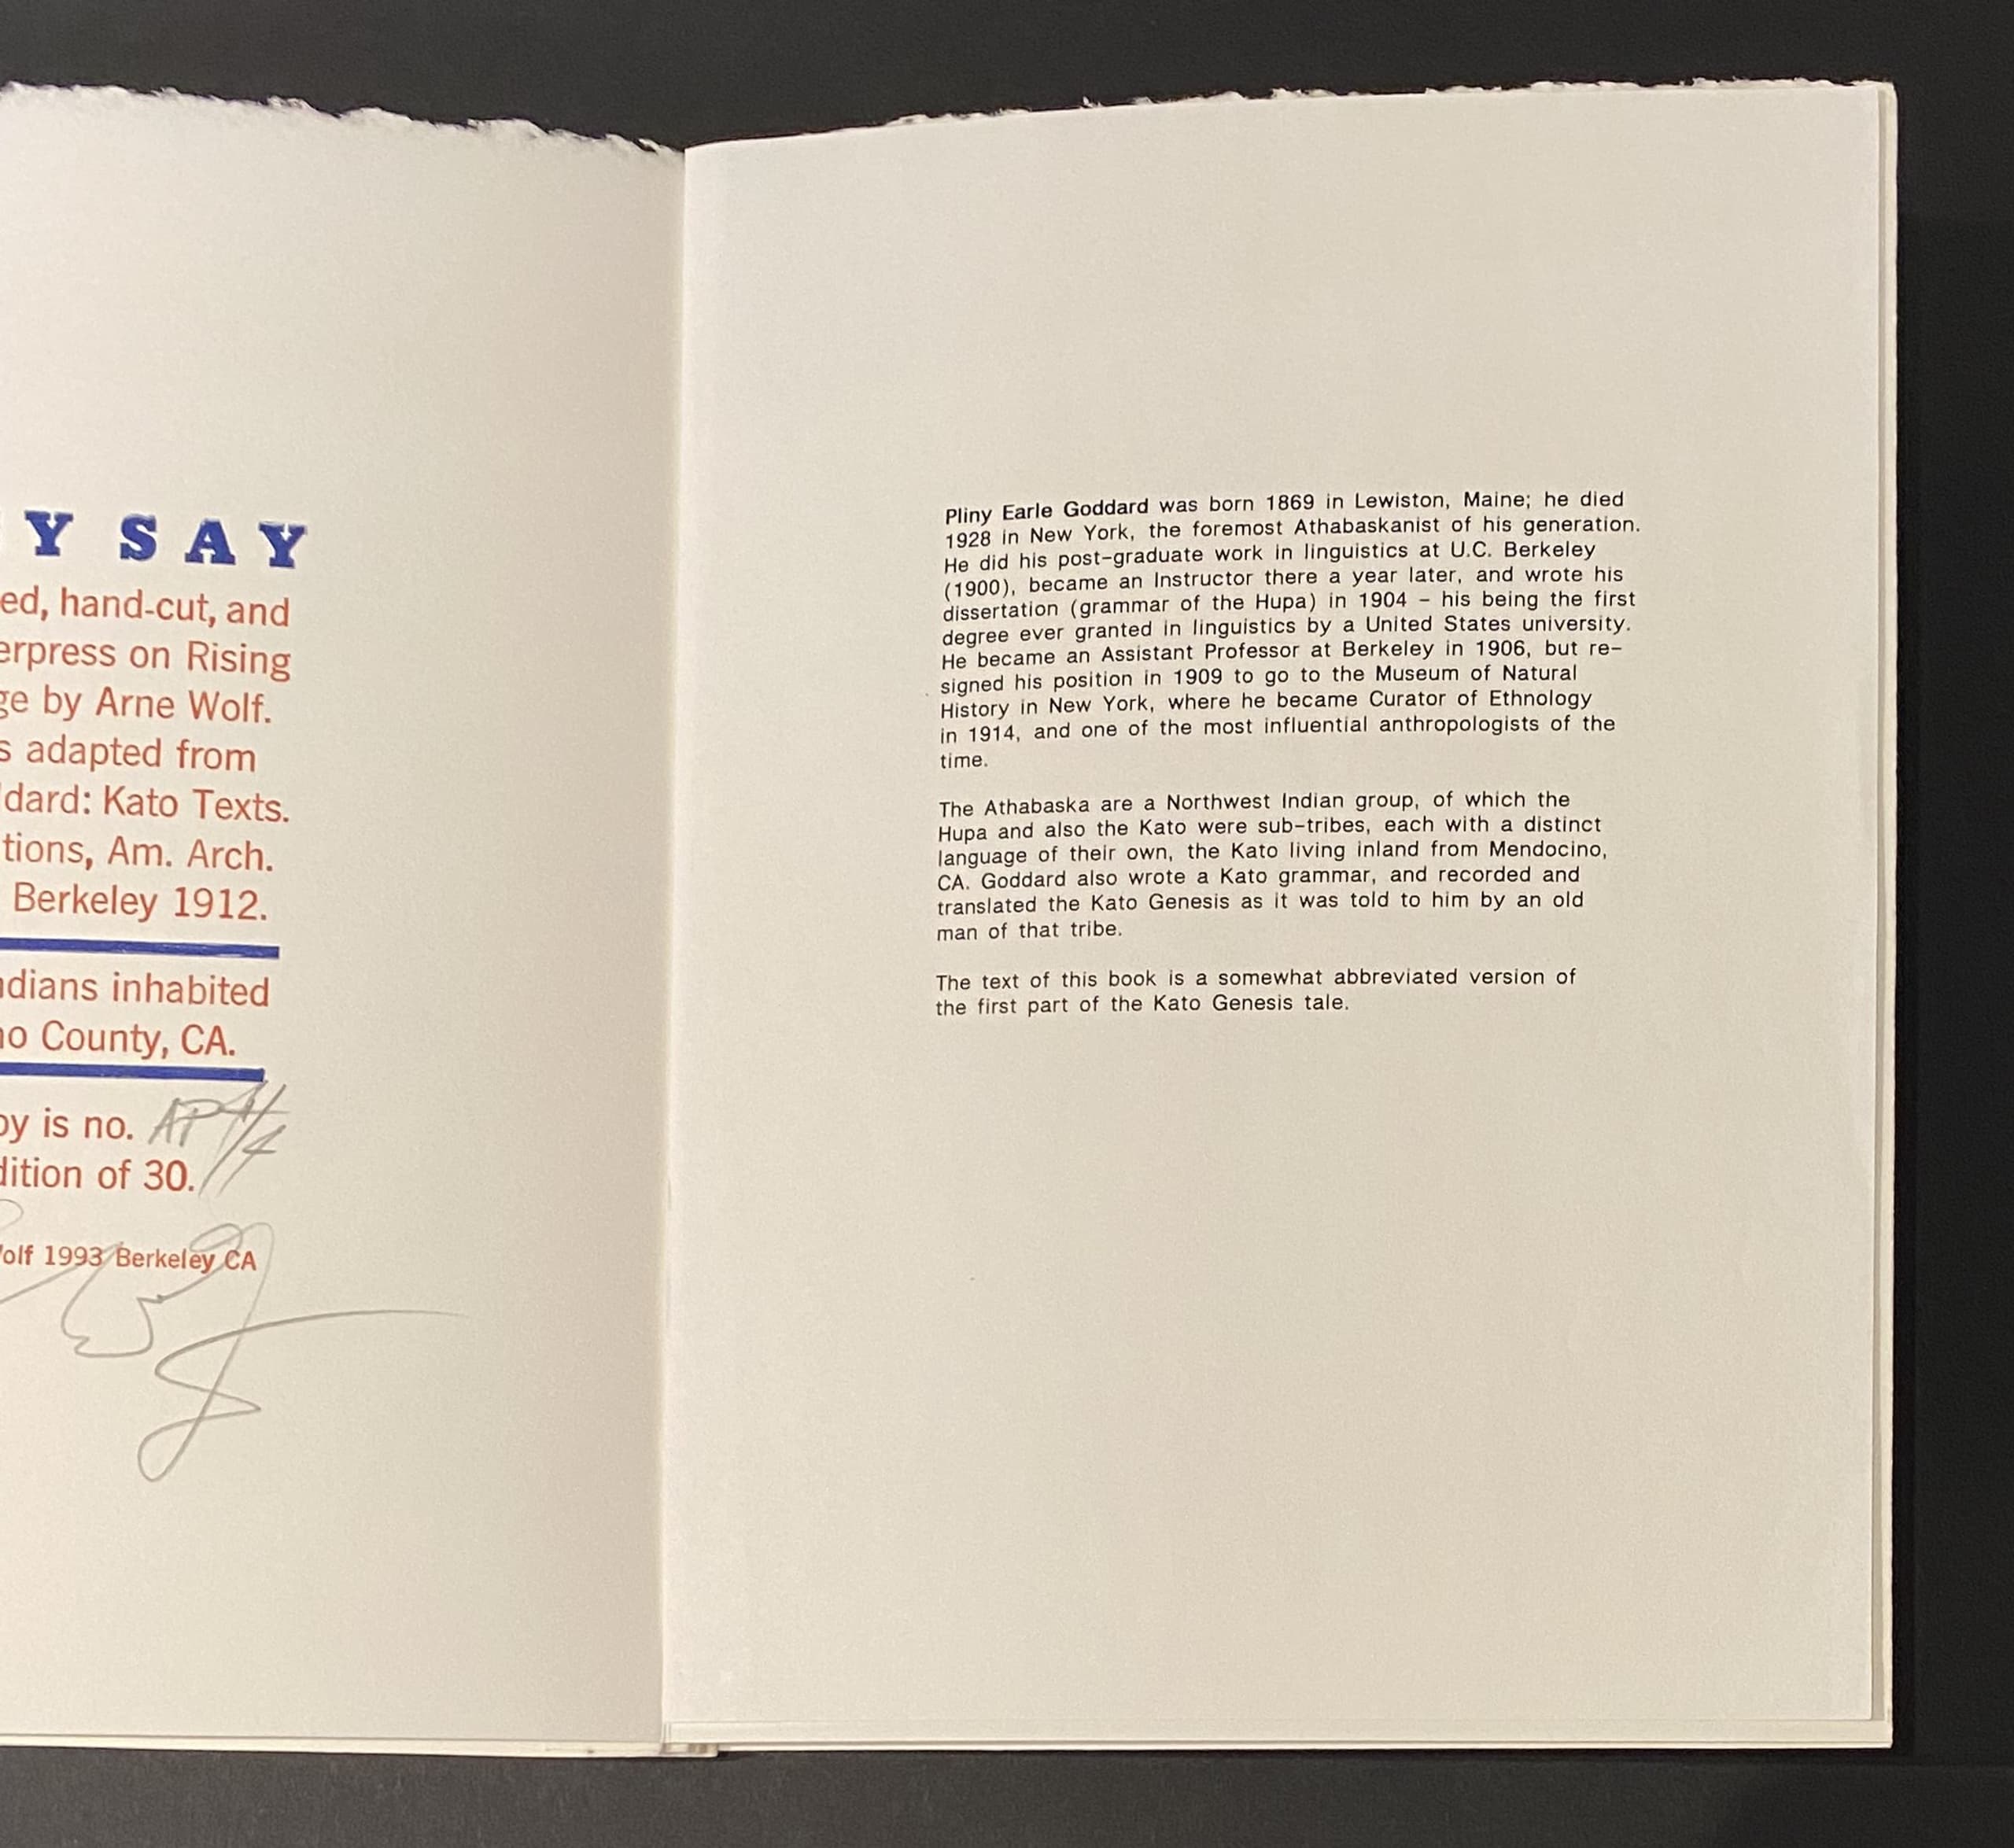 Y SAY
ed, hand-cut, and
erpress on Rising
ge by Arne Wolf.
s adapted from
dard: Kato Texts.
tions, Am. Arch.
Berkeley 1912.
ndians inhabited
no County, CA.
py is no. AP 4/4
dition of 30.
Wolf 1993 Berkeley CA
Pliny Earle Goddard was born 1869 in Lewiston, Maine; he died
1928 in New York, the foremost Athabaskanist of his generation.
He did his post-graduate work in linguistics at U.C. Berkeley
(1900), became an Instructor there a year later, and wrote his
dissertation (grammar of the Hupa) in 1904 – his being the first
degree ever granted in linguistics by a United States university.
He became an Assistant Professor at Berkeley in 1906, but re-
signed his position in 1909 to go to the Museum of Natural
History in New York, where he became Curator of Ethnology
in 1914, and one of the most influential anthropologists of the
time.
The Athabaska are a Northwest Indian group, of which the
Hupa and also the Kato were sub-tribes, each with a distinct
language of their own, the Kato living inland from Mendocino,
CA. Goddard also wrote a Kato grammar, and recorded and
translated the Kato Genesis as it was told to him by an old
man of that tribe.
The text of this book is a somewhat abbreviated version of
the first part of the Kato Genesis tale.